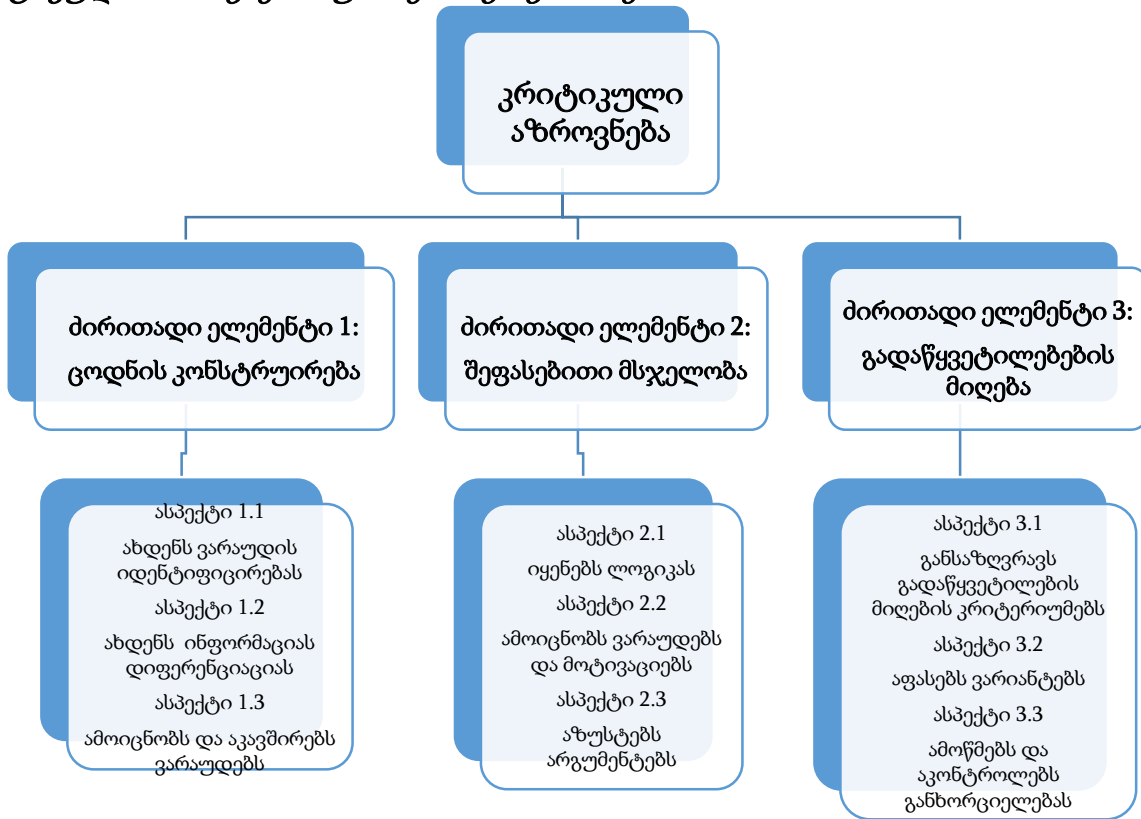 კრიტიკული
აზროვნება
ძირითადი ელემენტი 1:
ცოდნის კონსტრუირება
ძირითადი ელემენტი 2:
შეფასებითი მსჯელობა
ძირითადი ელემენტი 3:
გადაწყვეტილებების
მიღება
ასპექტი 1.1
ახდენს ვარაუდის
იდენტიფიცირებას
ასპექტი 1.2
ახდენს ინფორმაციას
დიფერენციაციას
ასპექტი 1.3
ამოიცნობს და აკავშირებს
ვარაუდებს
ასპექტი 2.1
იყენებს ლოგიკას
ასპექტი 2.2
ამოიცნობს ვარაუდებს
და მოტივაციებს
ასპექტი 2.3
აზუსტებს
არგუმენტებს
ასპექტი 3.1
განსაზღვრავს
გადაწყვეტილების
მიღების კრიტერიუმებს
ასპექტი 3.2
აფასებს ვარიანტებს
ასპექტი 3.3
ამოწმებს და
აკონტროლებს
განხორციელებას